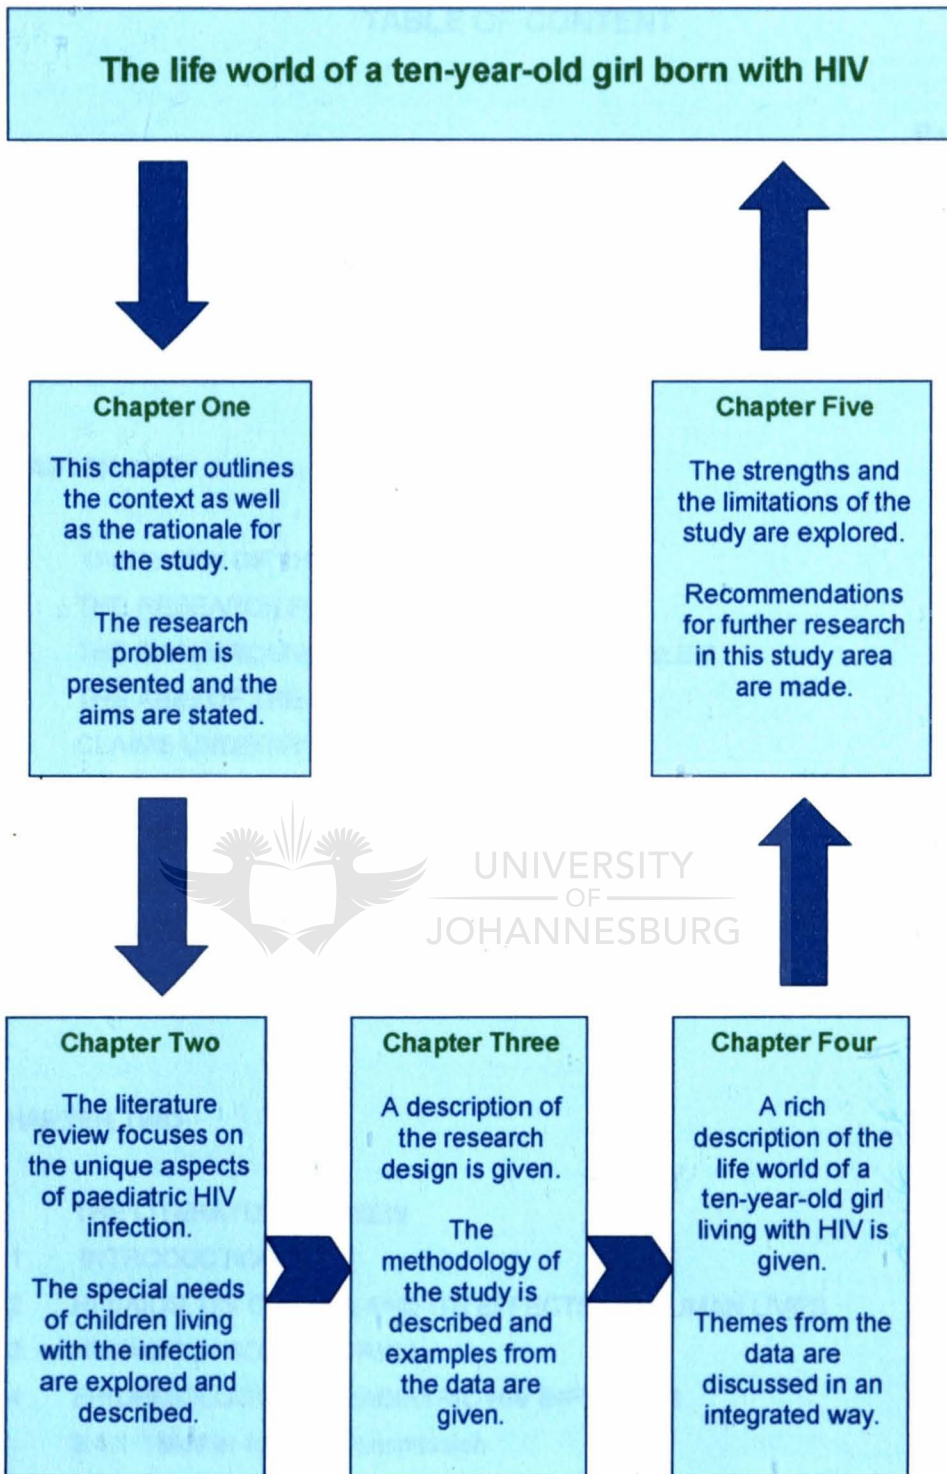 TABLE OF CONTENT
The life world of a ten-year-old girl born with HIV
Chapter One
This chapter outlines
the context as well
as the rationale for
the study.
The research
problem is
presented and the
aims are stated.
Chapter Five
The strengths and
the limitations of the
study are explored.
Recommendations
for further research
in this study area
are made.
UNIVERSITY
OF
JOHANNESBURG
Chapter Two
The literature
review focuses on
the unique aspects
of paediatric HIV
infection.
The special needs
of children living
with the infection
are explored and
described.
Chapter Three
A description of
the research
design is given.
The
methodology of
the study is
described and
examples from
the data are
given.
Chapter Four
A rich
description of the
life world of a
ten-year-old girl
living with HIV is
given.
Themes from the
data are
discussed in an
integrated way.